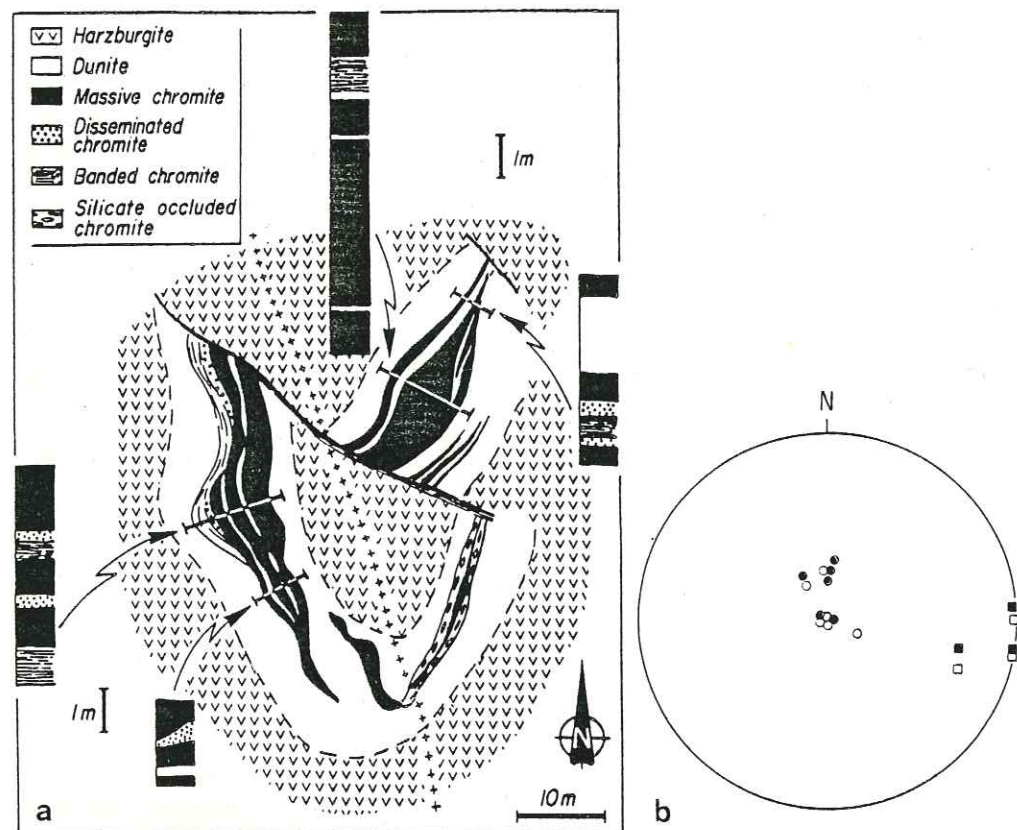 Harzburgite
Dunite
Massive chromite
Disseminated
chromite
Banded chromite
Silicate occluded
chromite
1m
1m
N
10m
a
N
b